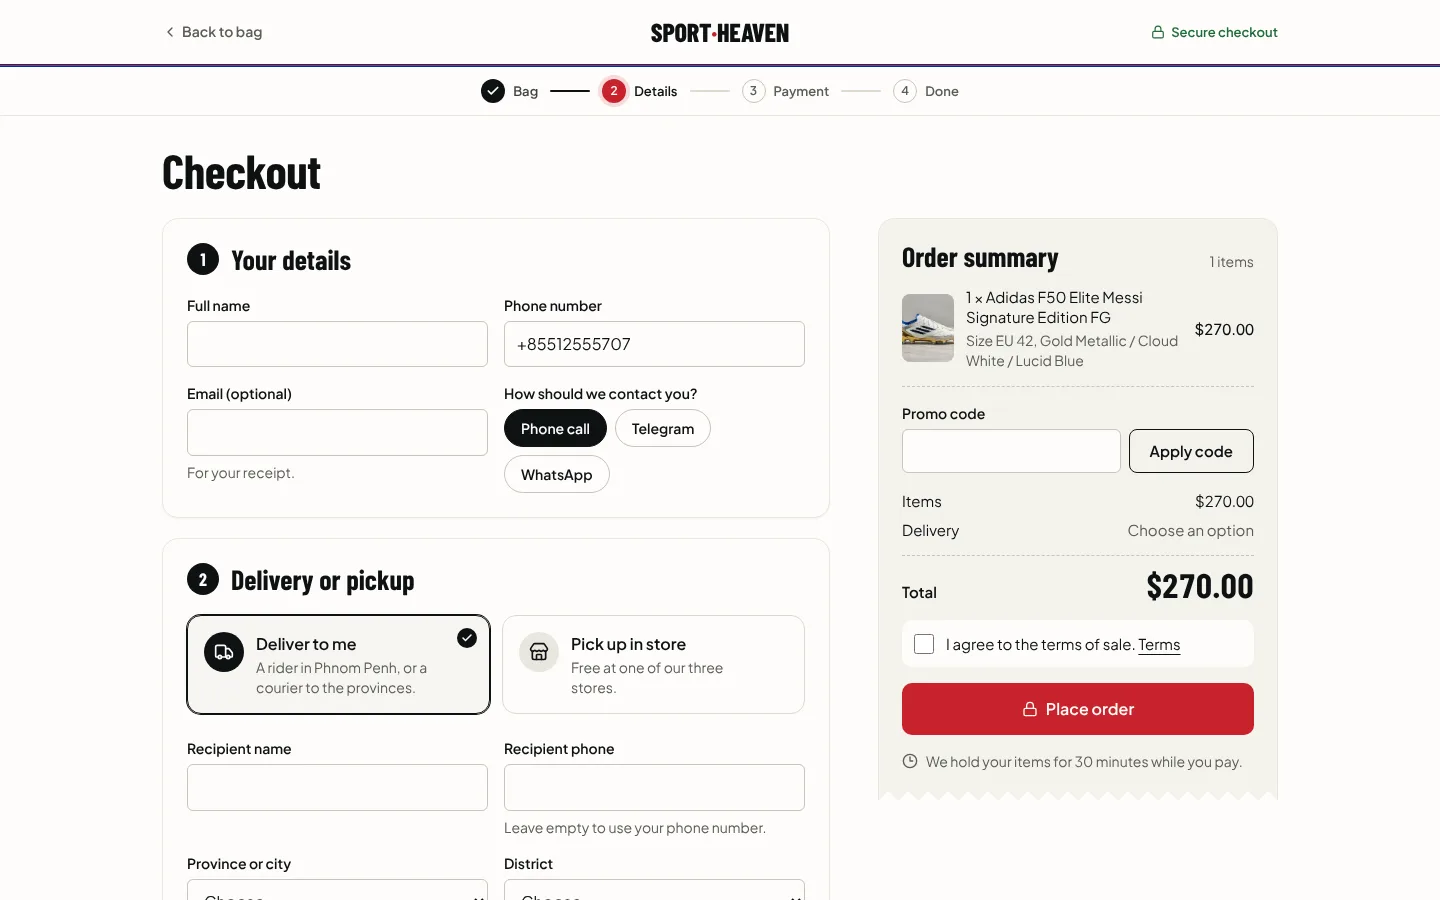 Back to bag
SPORT·HEAVEN
Secure checkout
Bag
2 Details
3 Payment
4 Done
Checkout
1 Your details
Full name
Phone number
+85512555707
Email (optional)
For your receipt.
How should we contact you?
Phone call
Telegram
WhatsApp
2 Delivery or pickup
Deliver to me
A rider in Phnom Penh, or a
courier to the provinces.
Pick up in store
Free at one of our three
stores.
Recipient name
Recipient phone
Leave empty to use your phone number.
Province or city
District
Order summary
1 items
1 × Adidas F50 Elite Messi
Signature Edition FG
Size EU 42, Gold Metallic / Cloud
White / Lucid Blue
$270.00
Promo code
Apply code
Items $270.00
Delivery Choose an option
Total $270.00
I agree to the terms of sale. Terms
Place order
We hold your items for 30 minutes while you pay.